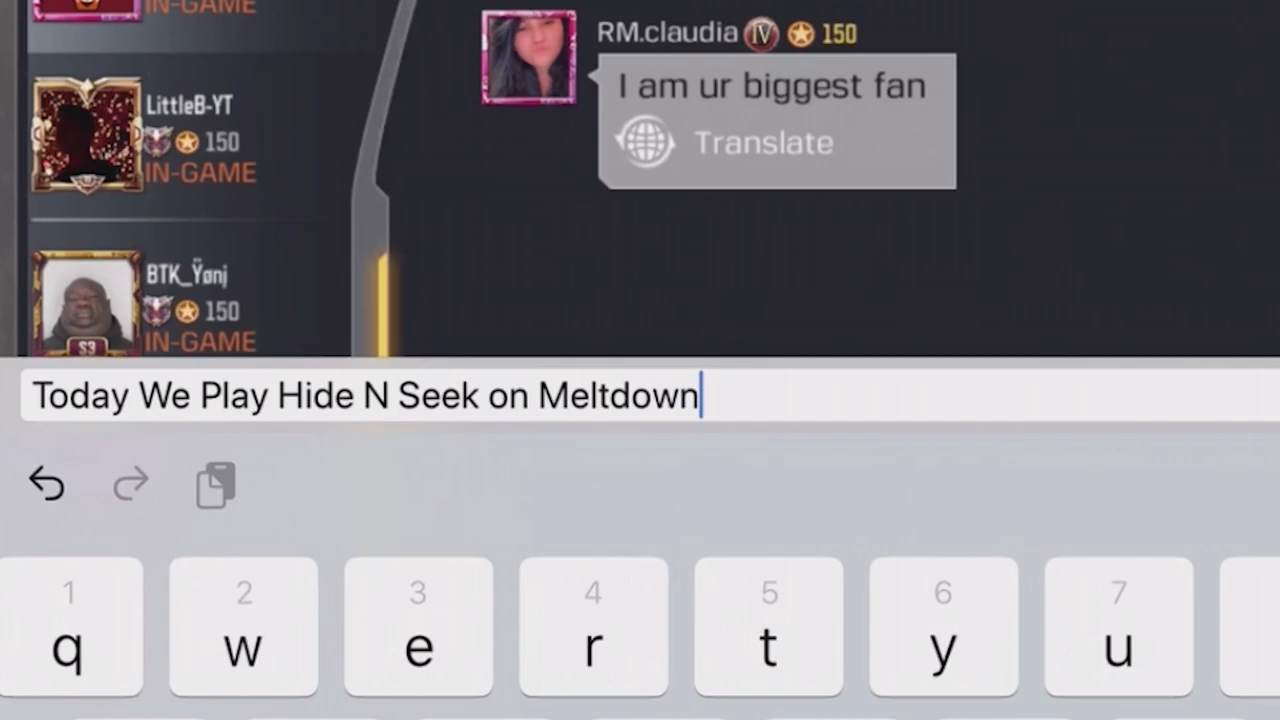 IN-GAME
LittleB-YT
150
IN-GAME
BTK_Ÿønj
150
S3
IN-GAME
RM.claudia IV 150
I am ur biggest fan
Translate
Today We Play Hide N Seek on Meltdown
1 2 3 4 5 6 7
q w e r t y u